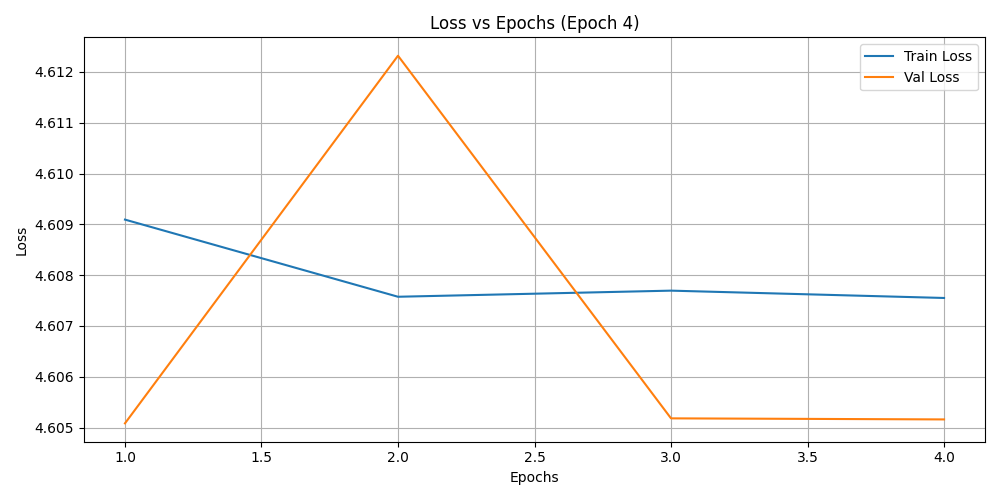 Loss vs Epochs (Epoch 4)
Train Loss
Val Loss
4.612
4.611
4.610
4.609
4.608
4.607
4.606
4.605
Loss
1.0 1.5 2.0 2.5 3.0 3.5 4.0
Epochs